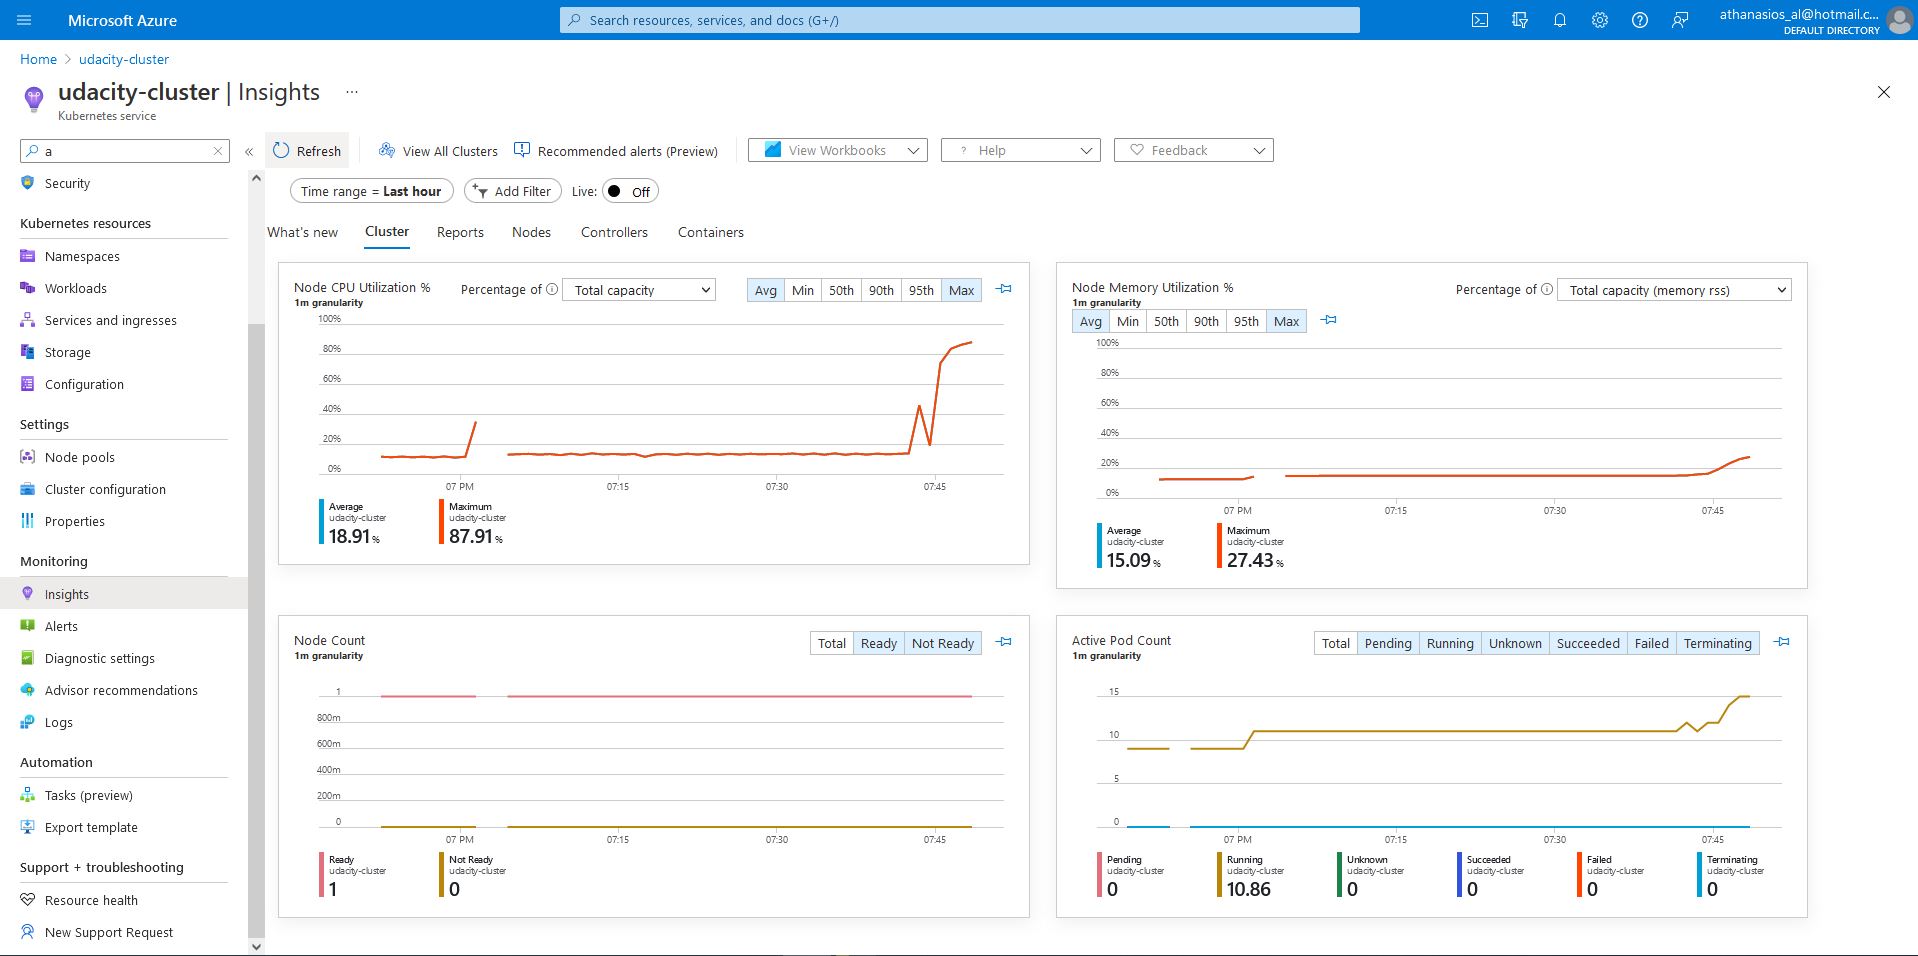 Microsoft Azure
Search resources, services, and docs (G+/)
athanasios_al@hotmail.c...
DEFAULT DIRECTORY
Home > udacity-cluster
udacity-cluster | Insights ...
Kubernetes service
a
Refresh
View All Clusters
Recommended alerts (Preview)
View Workbooks
? Help
Feedback
Time range = Last hour
Add Filter
Live: Off
What's new
Cluster
Reports
Nodes
Controllers
Containers
Security
Kubernetes resources
Namespaces
Workloads
Services and ingresses
Storage
Configuration
Settings
Node pools
Cluster configuration
Properties
Monitoring
Insights
Alerts
Diagnostic settings
Advisor recommendations
Logs
Automation
Tasks (preview)
Export template
Support + troubleshooting
Resource health
New Support Request
Node CPU Utilization %
1m granularity
Percentage of Total capacity
Avg Min 50th 90th 95th Max
100%
80%
60%
40%
20%
0%
07 PM 07:15 07:30 07:45
Average
udacity-cluster
18.91 %
Maximum
udacity-cluster
87.91 %
Node Memory Utilization %
1m granularity
Percentage of Total capacity (memory rss)
Avg Min 50th 90th 95th Max
100%
80%
60%
40%
20%
0%
07 PM 07:15 07:30 07:45
Average
udacity-cluster
15.09 %
Maximum
udacity-cluster
27.43 %
Node Count
1m granularity
Total Ready Not Ready
1
800m
600m
400m
200m
0
07 PM 07:15 07:30 07:45
Ready
udacity-cluster
1
Not Ready
udacity-cluster
0
Active Pod Count
1m granularity
Total Pending Running Unknown Succeeded Failed Terminating
15
10
5
0
07 PM 07:15 07:30 07:45
Pending
udacity-cluster
0
Running
udacity-cluster
10.86
Unknown
udacity-cluster
0
Succeeded
udacity-cluster
0
Failed
udacity-cluster
0
Terminating
udacity-cluster
0